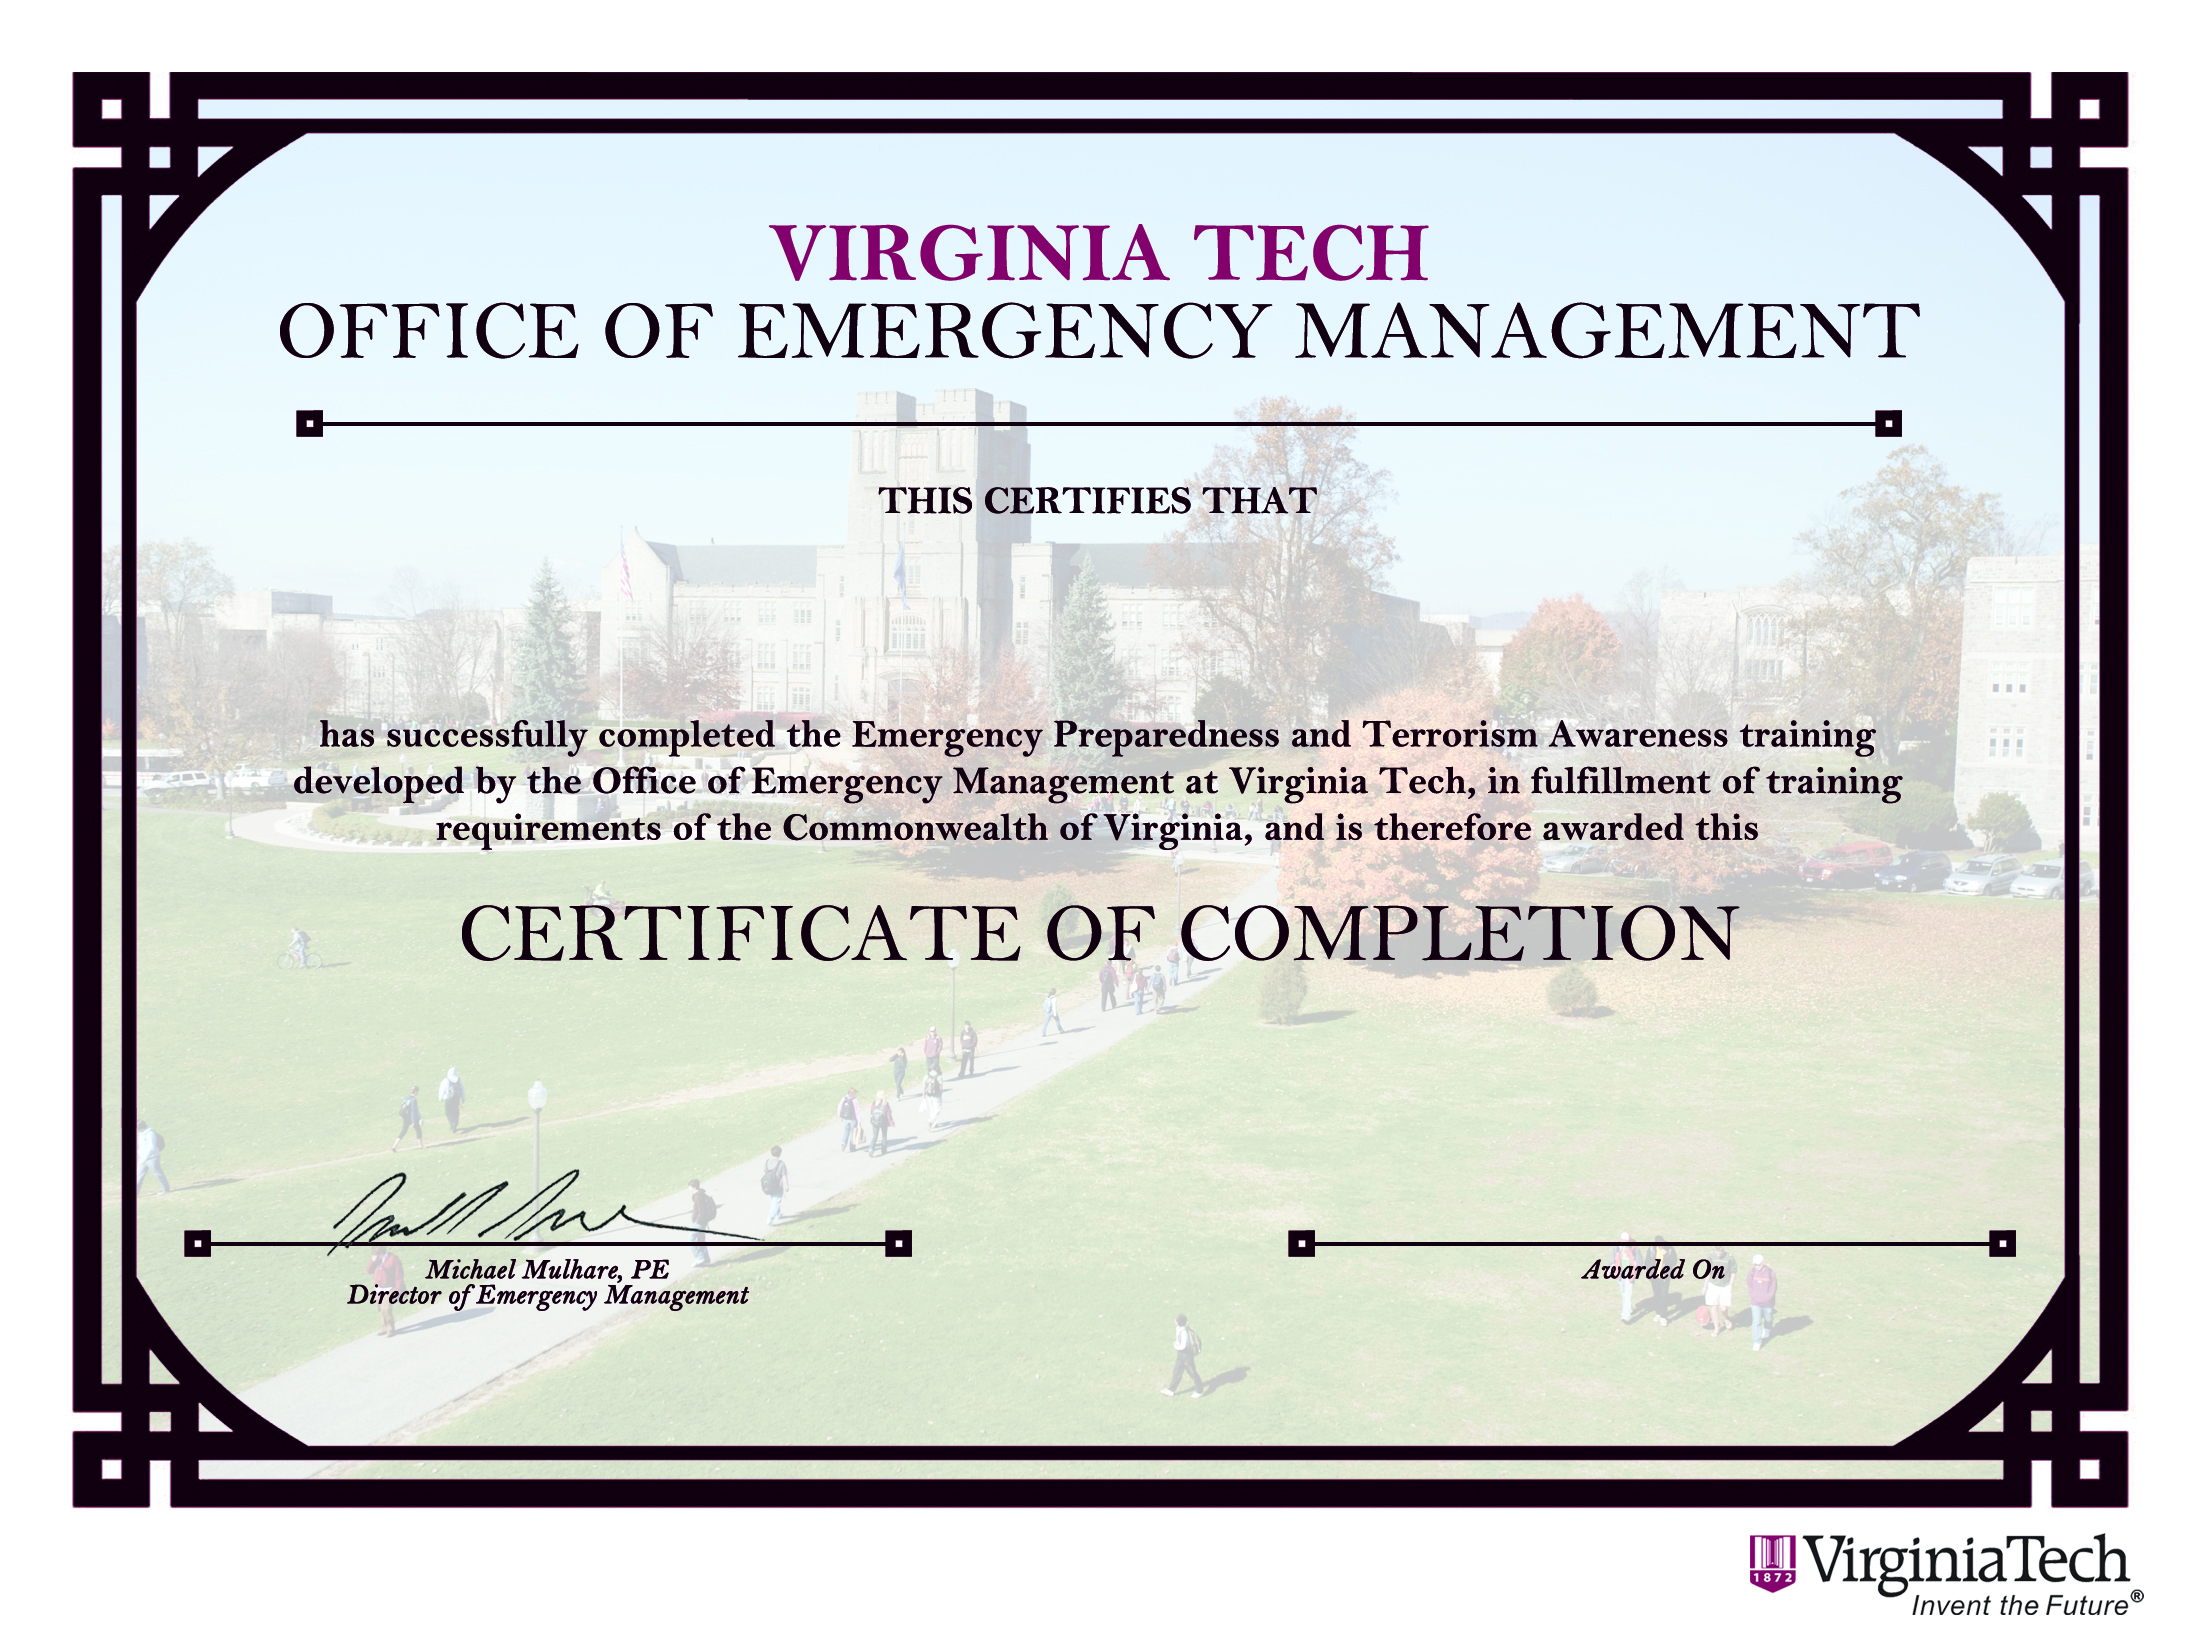 VIRGINIA TECH
OFFICE OF EMERGENCY MANAGEMENT
THIS CERTIFIES THAT
has successfully completed the Emergency Preparedness and Terrorism Awareness training
developed by the Office of Emergency Management at Virginia Tech, in fulfillment of training
requirements of the Commonwealth of Virginia, and is therefore awarded this
CERTIFICATE OF COMPLETION
Michael Mulhare, PE
Director of Emergency Management
Awarded On
1872
VirginiaTech
Invent the Future®